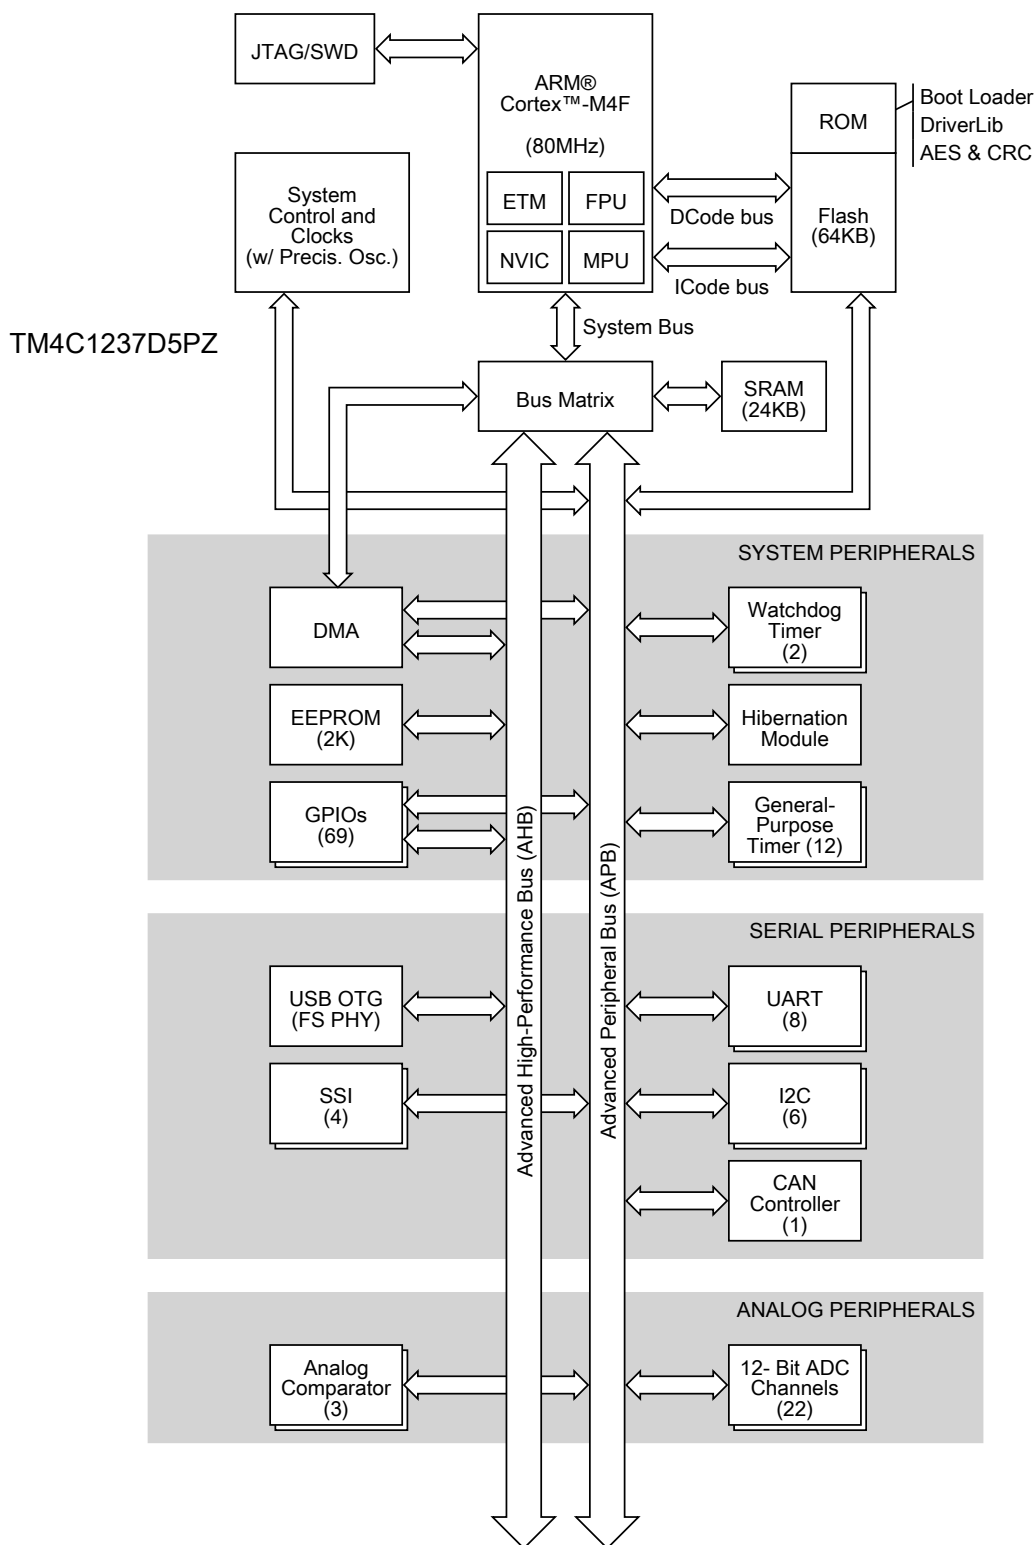 JTAG/SWD
ARM®
Cortex™-M4F
(80MHz)
ETM
FPU
NVIC
MPU
ROM
Boot Loader
DriverLib
AES & CRC
Flash
(64KB)
DCode bus
ICode bus
System
Control and
Clocks
(w/ Precis. Osc.)
TM4C1237D5PZ
System Bus
Bus Matrix
SRAM
(24KB)
SYSTEM PERIPHERALS
DMA
Watchdog
Timer
(2)
EEPROM
(2K)
Hibernation
Module
GPIOs
(69)
General-
Purpose
Timer (12)
Advanced High-Performance Bus (AHB)
Advanced Peripheral Bus (APB)
SERIAL PERIPHERALS
USB OTG
(FS PHY)
UART
(8)
SSI
(4)
I2C
(6)
CAN
Controller
(1)
ANALOG PERIPHERALS
Analog
Comparator
(3)
12- Bit ADC
Channels
(22)